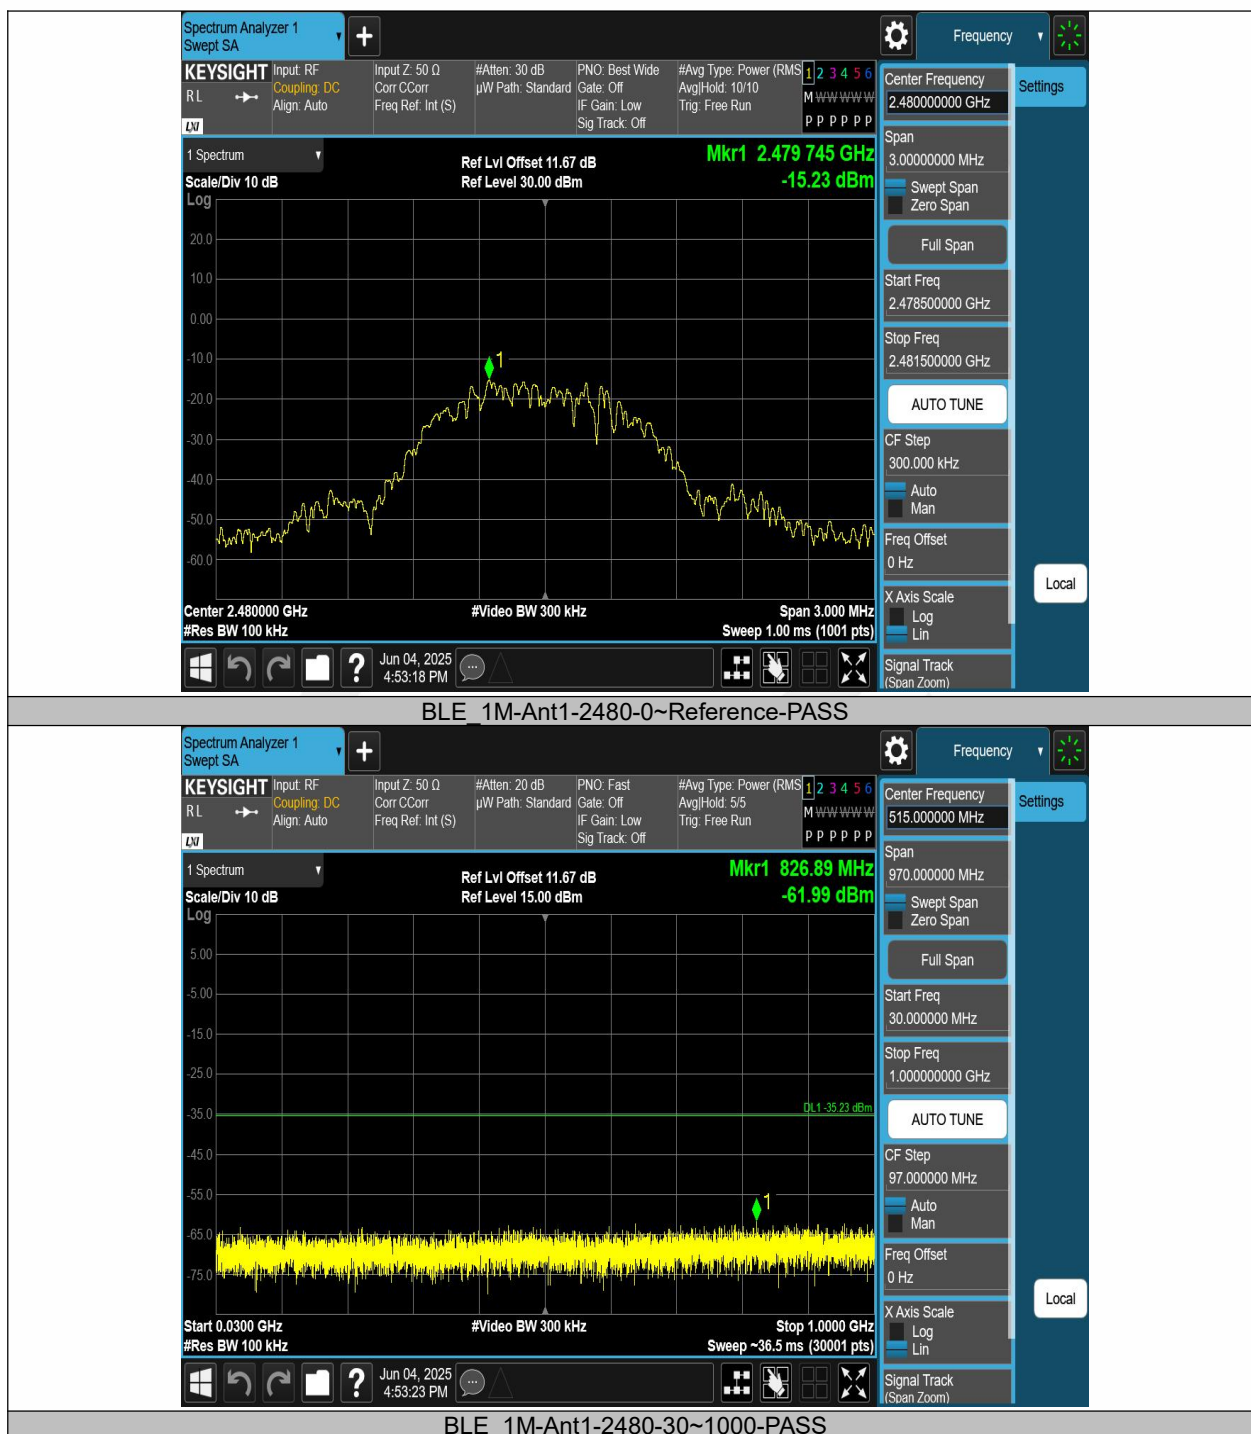 Spectrum Analyzer 1
Swept SA
Frequency
KEYSIGHT
RL
LXI
Input: RF
Coupling: DC
Align: Auto
Input Z: 50 Ω
Corr CCorr
Freq Ref: Int (S)
#Atten: 30 dB
µW Path: Standard
PNO: Best Wide
Gate: Off
IF Gain: Low
Sig Track: Off
#Avg Type: Power (RMS
Avg|Hold: 10/10
Trig: Free Run
1 2 3 4 5 6
M W W W W W
P P P P P P
1 Spectrum
Scale/Div 10 dB
Log
Ref Lvl Offset 11.67 dB
Ref Level 30.00 dBm
Mkr1 2.479 745 GHz
-15.23 dBm
20.0
10.0
0.00
-10.0
-20.0
-30.0
-40.0
-50.0
-60.0
1
Center 2.480000 GHz
#Res BW 100 kHz
#Video BW 300 kHz
Span 3.000 MHz
Sweep 1.00 ms (1001 pts)
Jun 04, 2025
4:53:18 PM
Center Frequency
2.480000000 GHz
Settings
Span
3.00000000 MHz
Swept Span
Zero Span
Full Span
Start Freq
2.478500000 GHz
Stop Freq
2.481500000 GHz
AUTO TUNE
CF Step
300.000 kHz
Auto
Man
Freq Offset
0 Hz
Local
X Axis Scale
Log
Lin
Signal Track
(Span Zoom)
BLE_1M-Ant1-2480-0~Reference-PASS
Spectrum Analyzer 1
Swept SA
Frequency
KEYSIGHT
RL
LXI
Input: RF
Coupling: DC
Align: Auto
Input Z: 50 Ω
Corr CCorr
Freq Ref: Int (S)
#Atten: 20 dB
µW Path: Standard
PNO: Fast
Gate: Off
IF Gain: Low
Sig Track: Off
#Avg Type: Power (RMS
Avg|Hold: 5/5
Trig: Free Run
1 2 3 4 5 6
M W W W W W
P P P P P P
1 Spectrum
Scale/Div 10 dB
Log
Ref Lvl Offset 11.67 dB
Ref Level 15.00 dBm
Mkr1 826.89 MHz
-61.99 dBm
5.00
-5.00
-15.0
-25.0
-35.0
-45.0
-55.0
-65.0
-75.0
DL1 -35.23 dBm
1
Start 0.0300 GHz
#Res BW 100 kHz
#Video BW 300 kHz
Stop 1.0000 GHz
Sweep ~36.5 ms (30001 pts)
Jun 04, 2025
4:53:23 PM
Center Frequency
515.000000 MHz
Settings
Span
970.000000 MHz
Swept Span
Zero Span
Full Span
Start Freq
30.000000 MHz
Stop Freq
1.000000000 GHz
AUTO TUNE
CF Step
97.000000 MHz
Auto
Man
Freq Offset
0 Hz
Local
X Axis Scale
Log
Lin
Signal Track
(Span Zoom)
BLE_1M-Ant1-2480-30~1000-PASS